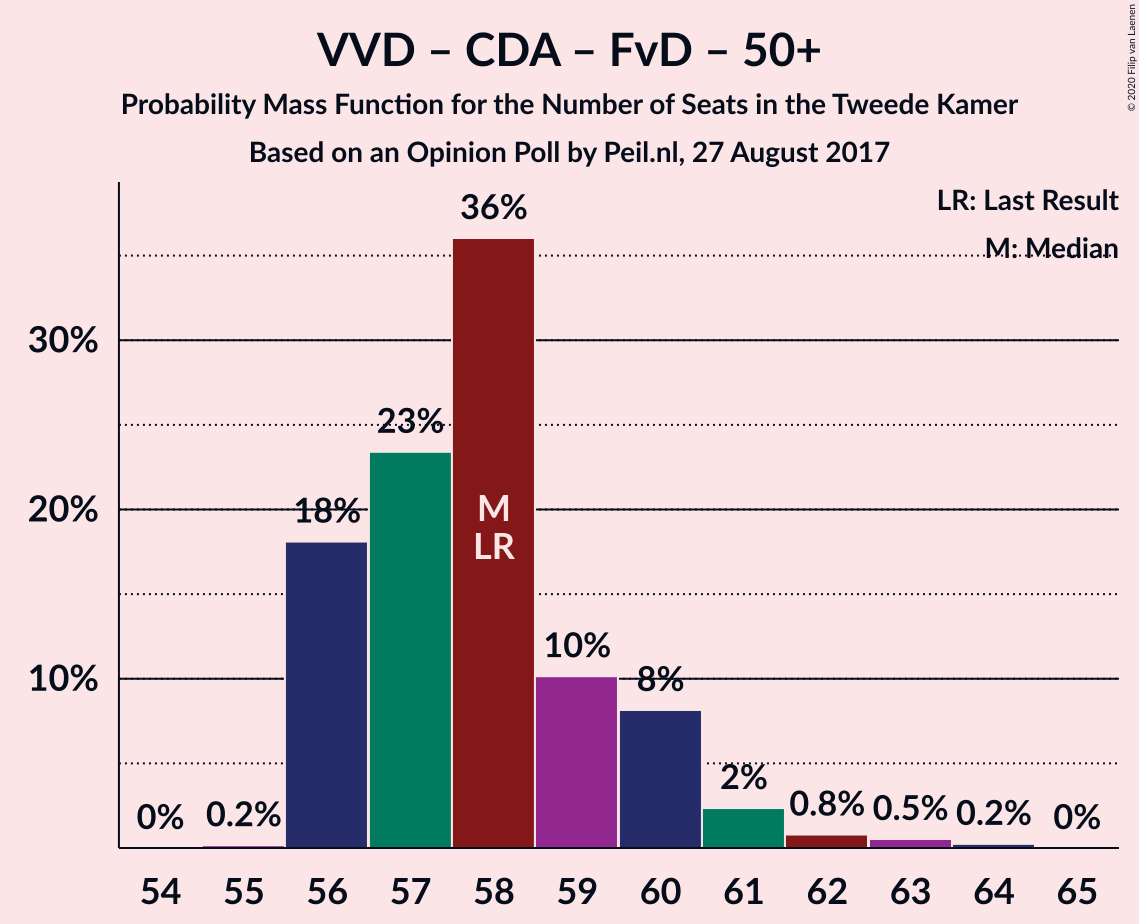 VVD – CDA – FvD – 50+
Probability Mass Function for the Number of Seats in the Tweede Kamer
Based on an Opinion Poll by Peil.nl, 27 August 2017
© 2020 Filip van Laenen
LR: Last Result
M: Median
36%
30%
23%
20%
18%
M
LR
10%
10%
8%
2%
0%
0.2%
0.8%
0.5%
0.2%
0%
54 55 56 57 58 59 60 61 62 63 64 65